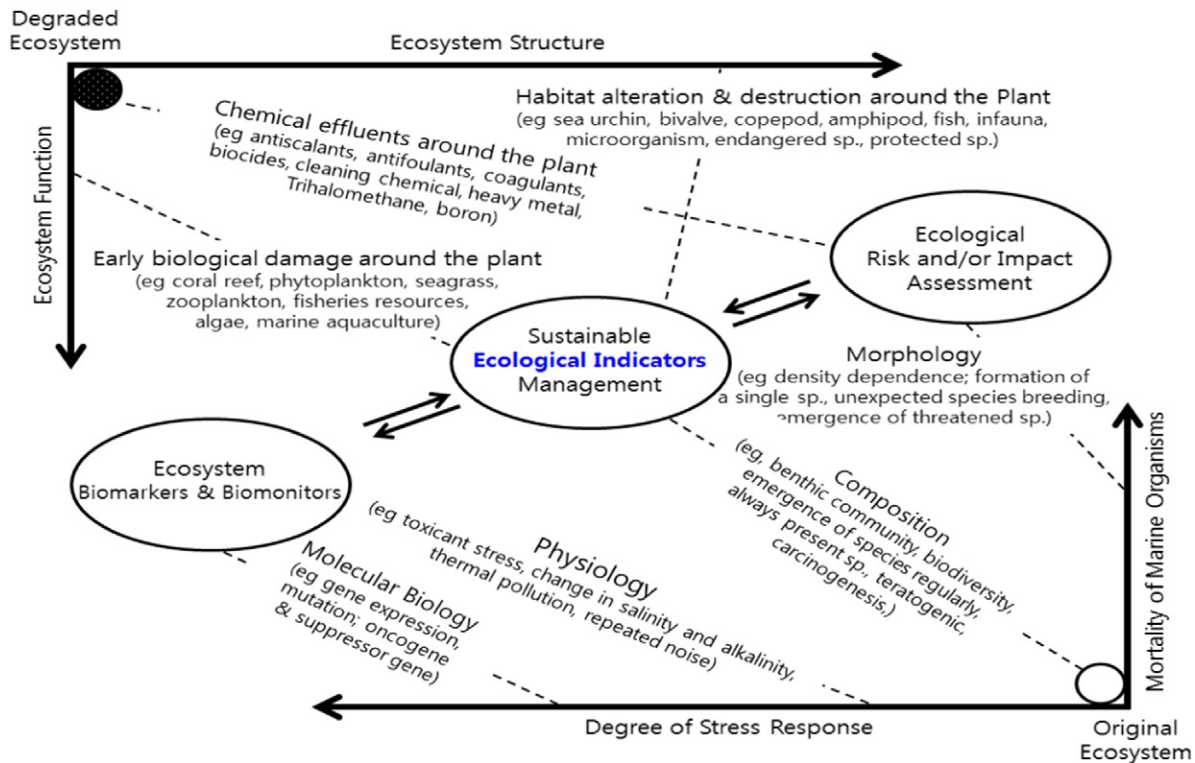 Degraded
Ecosystem
Ecosystem Structure
Habitat alteration & destruction around the Plant
(eg sea urchin, bivalve, copepod, amphipod, fish, infauna,
microorganism, endangered sp., protected sp.)
Chemical effluents around the plant
(eg antiscalants, antifoulants, coagulants,
biocides, cleaning chemical, heavy metal,
Trihalomethane, boron)
Ecosystem Function
Ecological
Risk and/or Impact
Assessment
Early biological damage around the plant
(eg coral reef, phytoplankton, seagrass,
zooplankton, fisheries resources,
algae, marine aquaculture)
Sustainable
Ecological Indicators
Management
Morphology
(eg density dependence; formation of
a single sp., unexpected species breeding,
emergence of threatened sp.)
Ecosystem
Biomarkers & Biomonitors
Composition
(eg, benthic community, biodiversity,
emergence of species regularly,
always present sp., teratogenic,
carcinogenesis,)
Physiology
(eg toxicant stress, change in salinity and alkalinity,
thermal pollution, repeated noise)
Molecular Biology
(eg gene expression,
mutation; oncogene
& suppressor gene)
Mortality of Marine Organisms
Degree of Stress Response
Original
Ecosystem